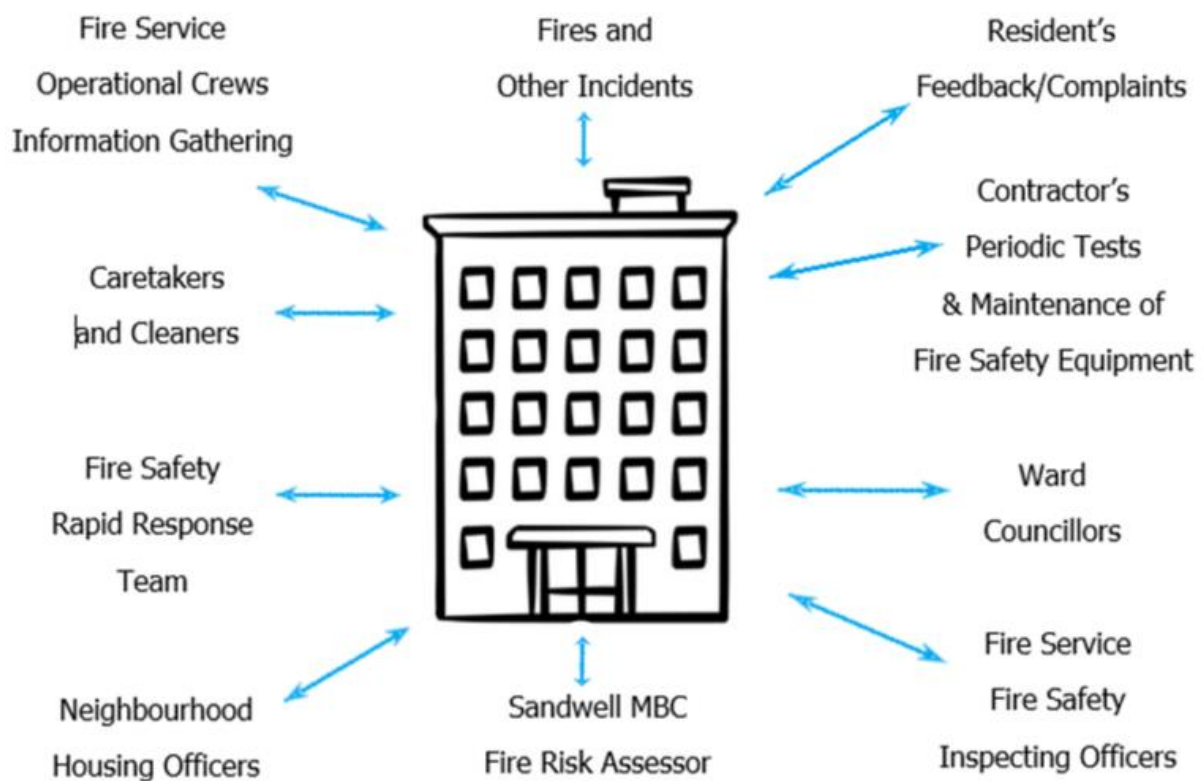 Fire Service
Operational Crews
Information Gathering
Fires and
Other Incidents
Resident's
Feedback/Complaints
Contractor's
Periodic Tests
& Maintenance of
Fire Safety Equipment
Caretakers
and Cleaners
Fire Safety
Rapid Response
Team
Ward
Councillors
Neighbourhood
Housing Officers
Sandwell MBC
Fire Risk Assessor
Fire Service
Fire Safety
Inspecting Officers